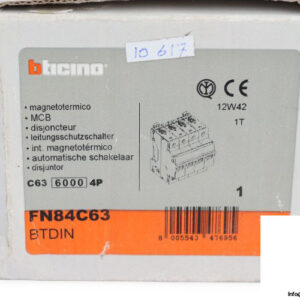 10 617
bticino
12W42
1T
• magnetotermico
• MCB
• disjoncteur
• leitungsschutzschalter
• int. magnetotérmico
• automatische schakelaar
• disjuntor
C63 6000 4P
1
FN84C63
BTDIN
8 005543 476956